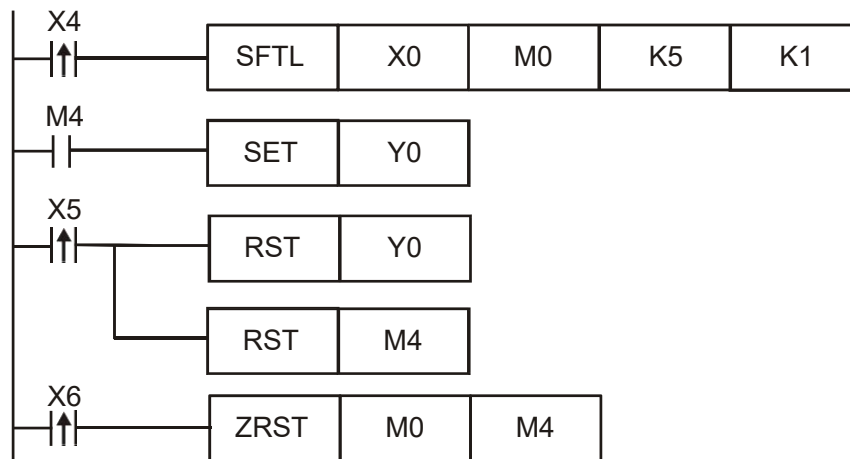 X4
SFTL X0 M0 K5 K1
M4
SET Y0
X5
RST Y0
RST M4
X6
ZRST M0 M4